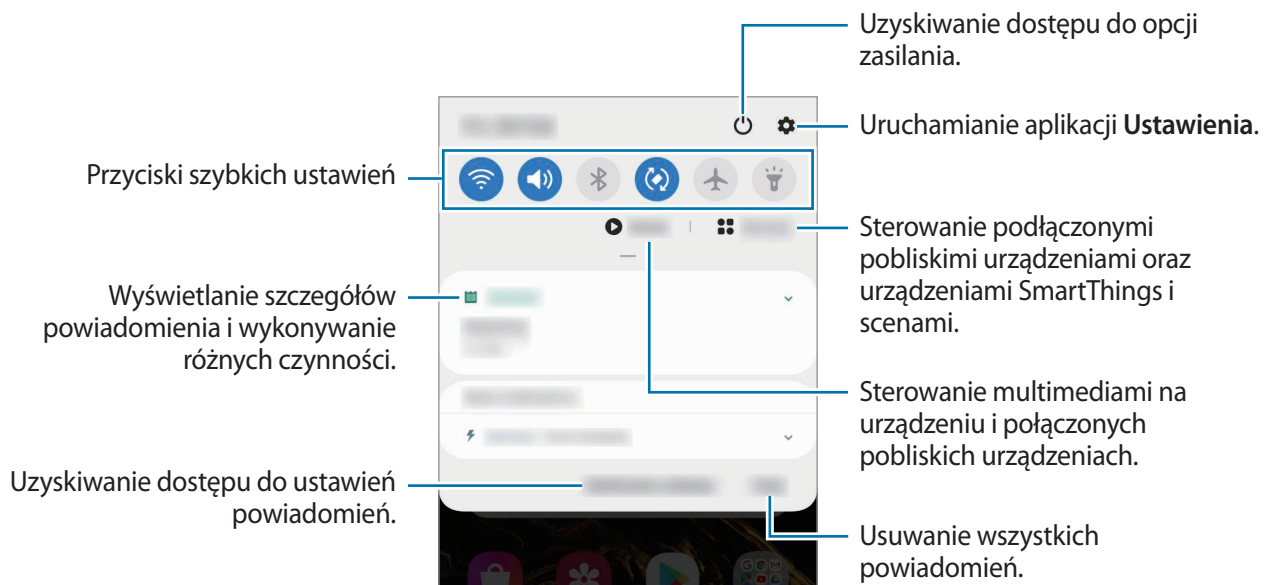 Uzyskiwanie dostępu do opcji
zasilania.
Uruchamianie aplikacji Ustawienia.
Przyciski szybkich ustawień
Sterowanie podłączonymi
pobliskimi urządzeniami oraz
urządzeniami SmartThings i
scenami.
Wyświetlanie szczegółów
powiadomienia i wykonywanie
różnych czynności.
Sterowanie multimediami na
urządzeniu i połączonych
pobliskich urządzeniach.
Uzyskiwanie dostępu do ustawień
powiadomień.
Usuwanie wszystkich
powiadomień.